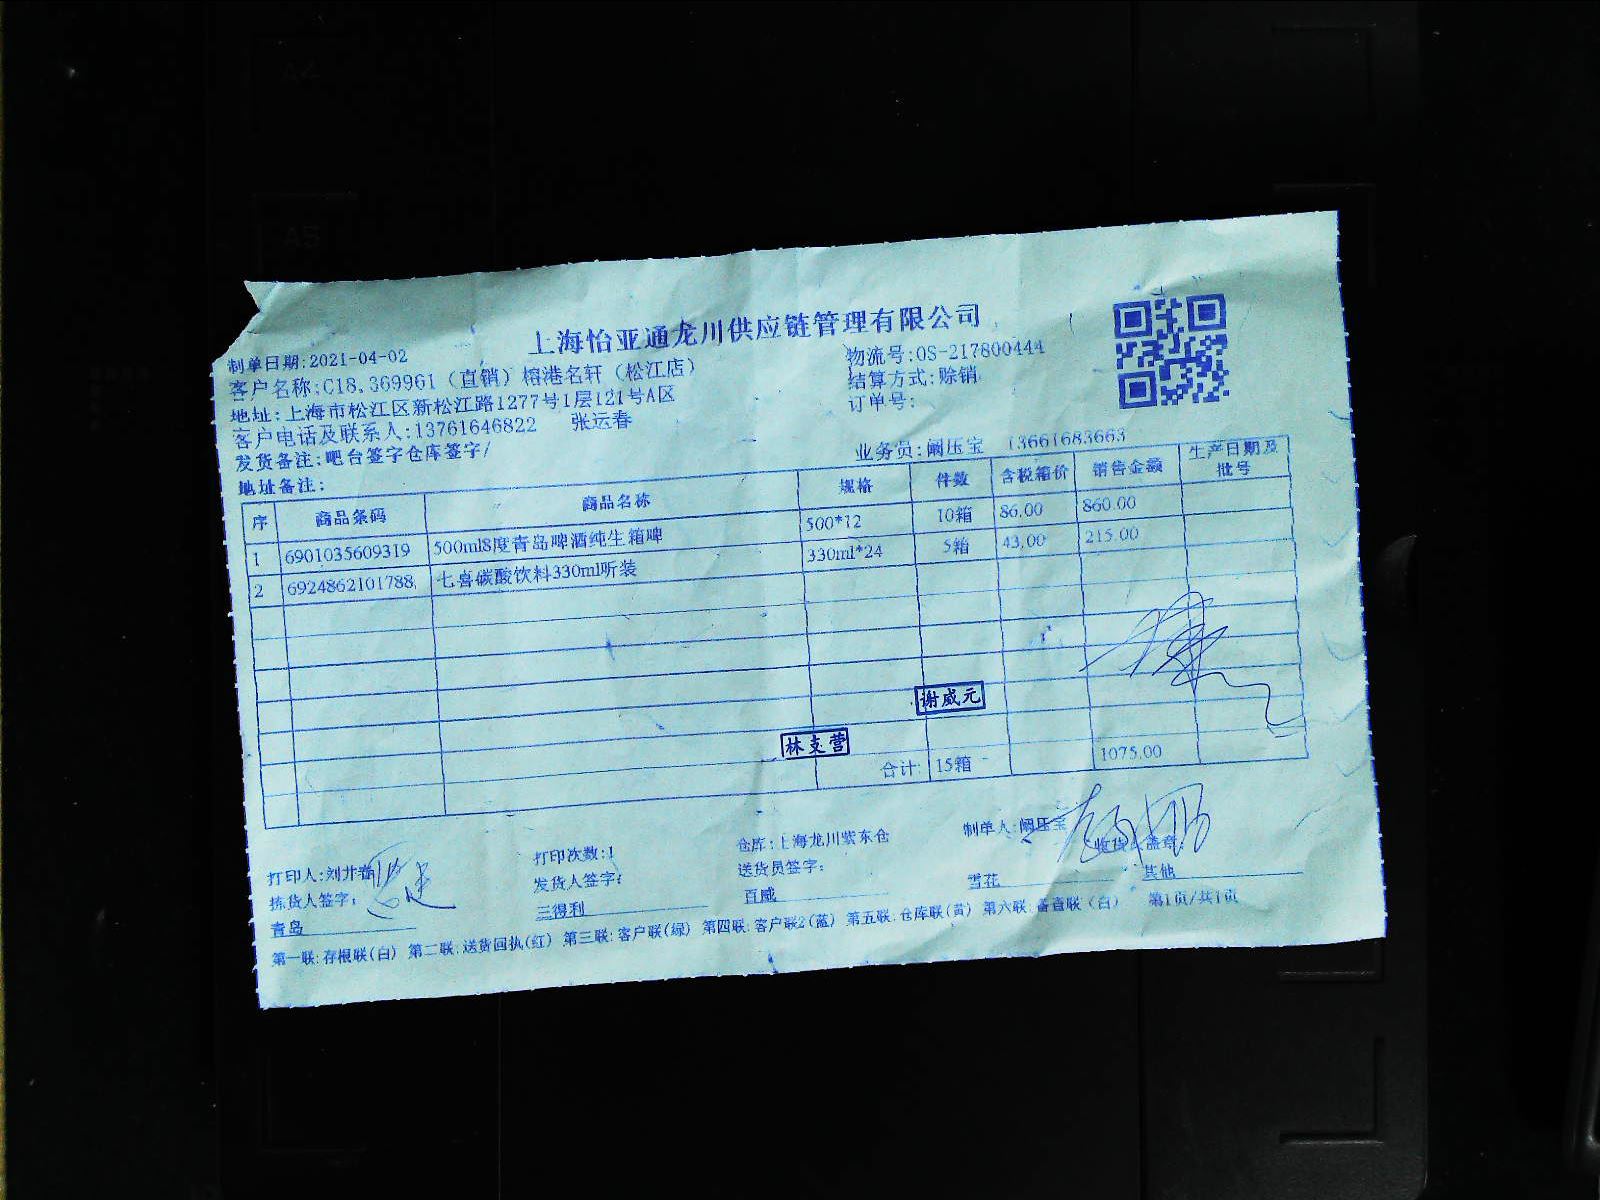 上海怡亚通龙川供应链管理有限公司
制单日期:2021-04-02
物流号:OS-217800444
客户名称:C18.369961（直销）榕港名轩（松江店）
结算方式:赊销
地址:上海市松江区新松江路1277号1层121号A区
订单号:
客户电话及联系人:13761646822 张运春
发货备注:吧台签字仓库签字/
业务员:阚压宝 13661683663
地址备注:
序 商品条码 商品名称 规格 件数 含税箱价 销售金额 生产日期及批号
1 6901035609319 500ml8度青岛啤酒纯生箱啤 500*12 10箱 86.00 860.00
2 6924862101788, 七喜碳酸饮料330ml听装 330ml*24 5箱 43.00 215.00
谢威元
林支营
合计: 15箱 1075.00
打印人:刘井春 打印次数:1 仓库:上海龙川紫东仓 制单人:阚压宝
拣货人签字: 发货人签字: 送货员签字: 收货人盖章:
青岛 三得利 百威 雪花 其他
第一联:存根联(白) 第二联:送货回执(红) 第三联:客户联(绿) 第四联:客户联2(蓝) 第五联:仓库联(黄) 第六联:备查联(白) 第1页/共1页